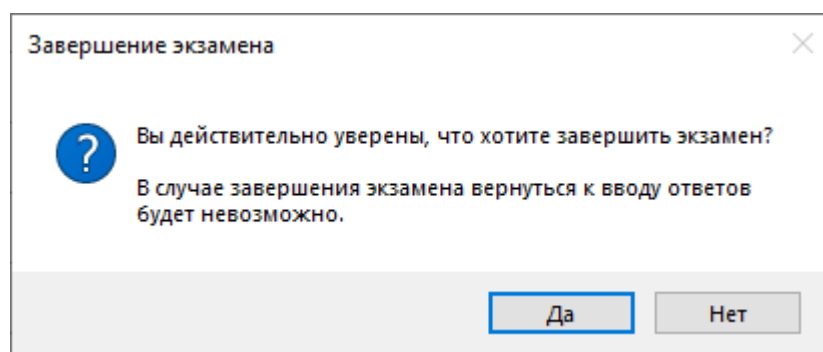 Завершение экзамена
Вы действительно уверены, что хотите завершить экзамен?
В случае завершения экзамена вернуться к вводу ответов
будет невозможно.
Да
Нет